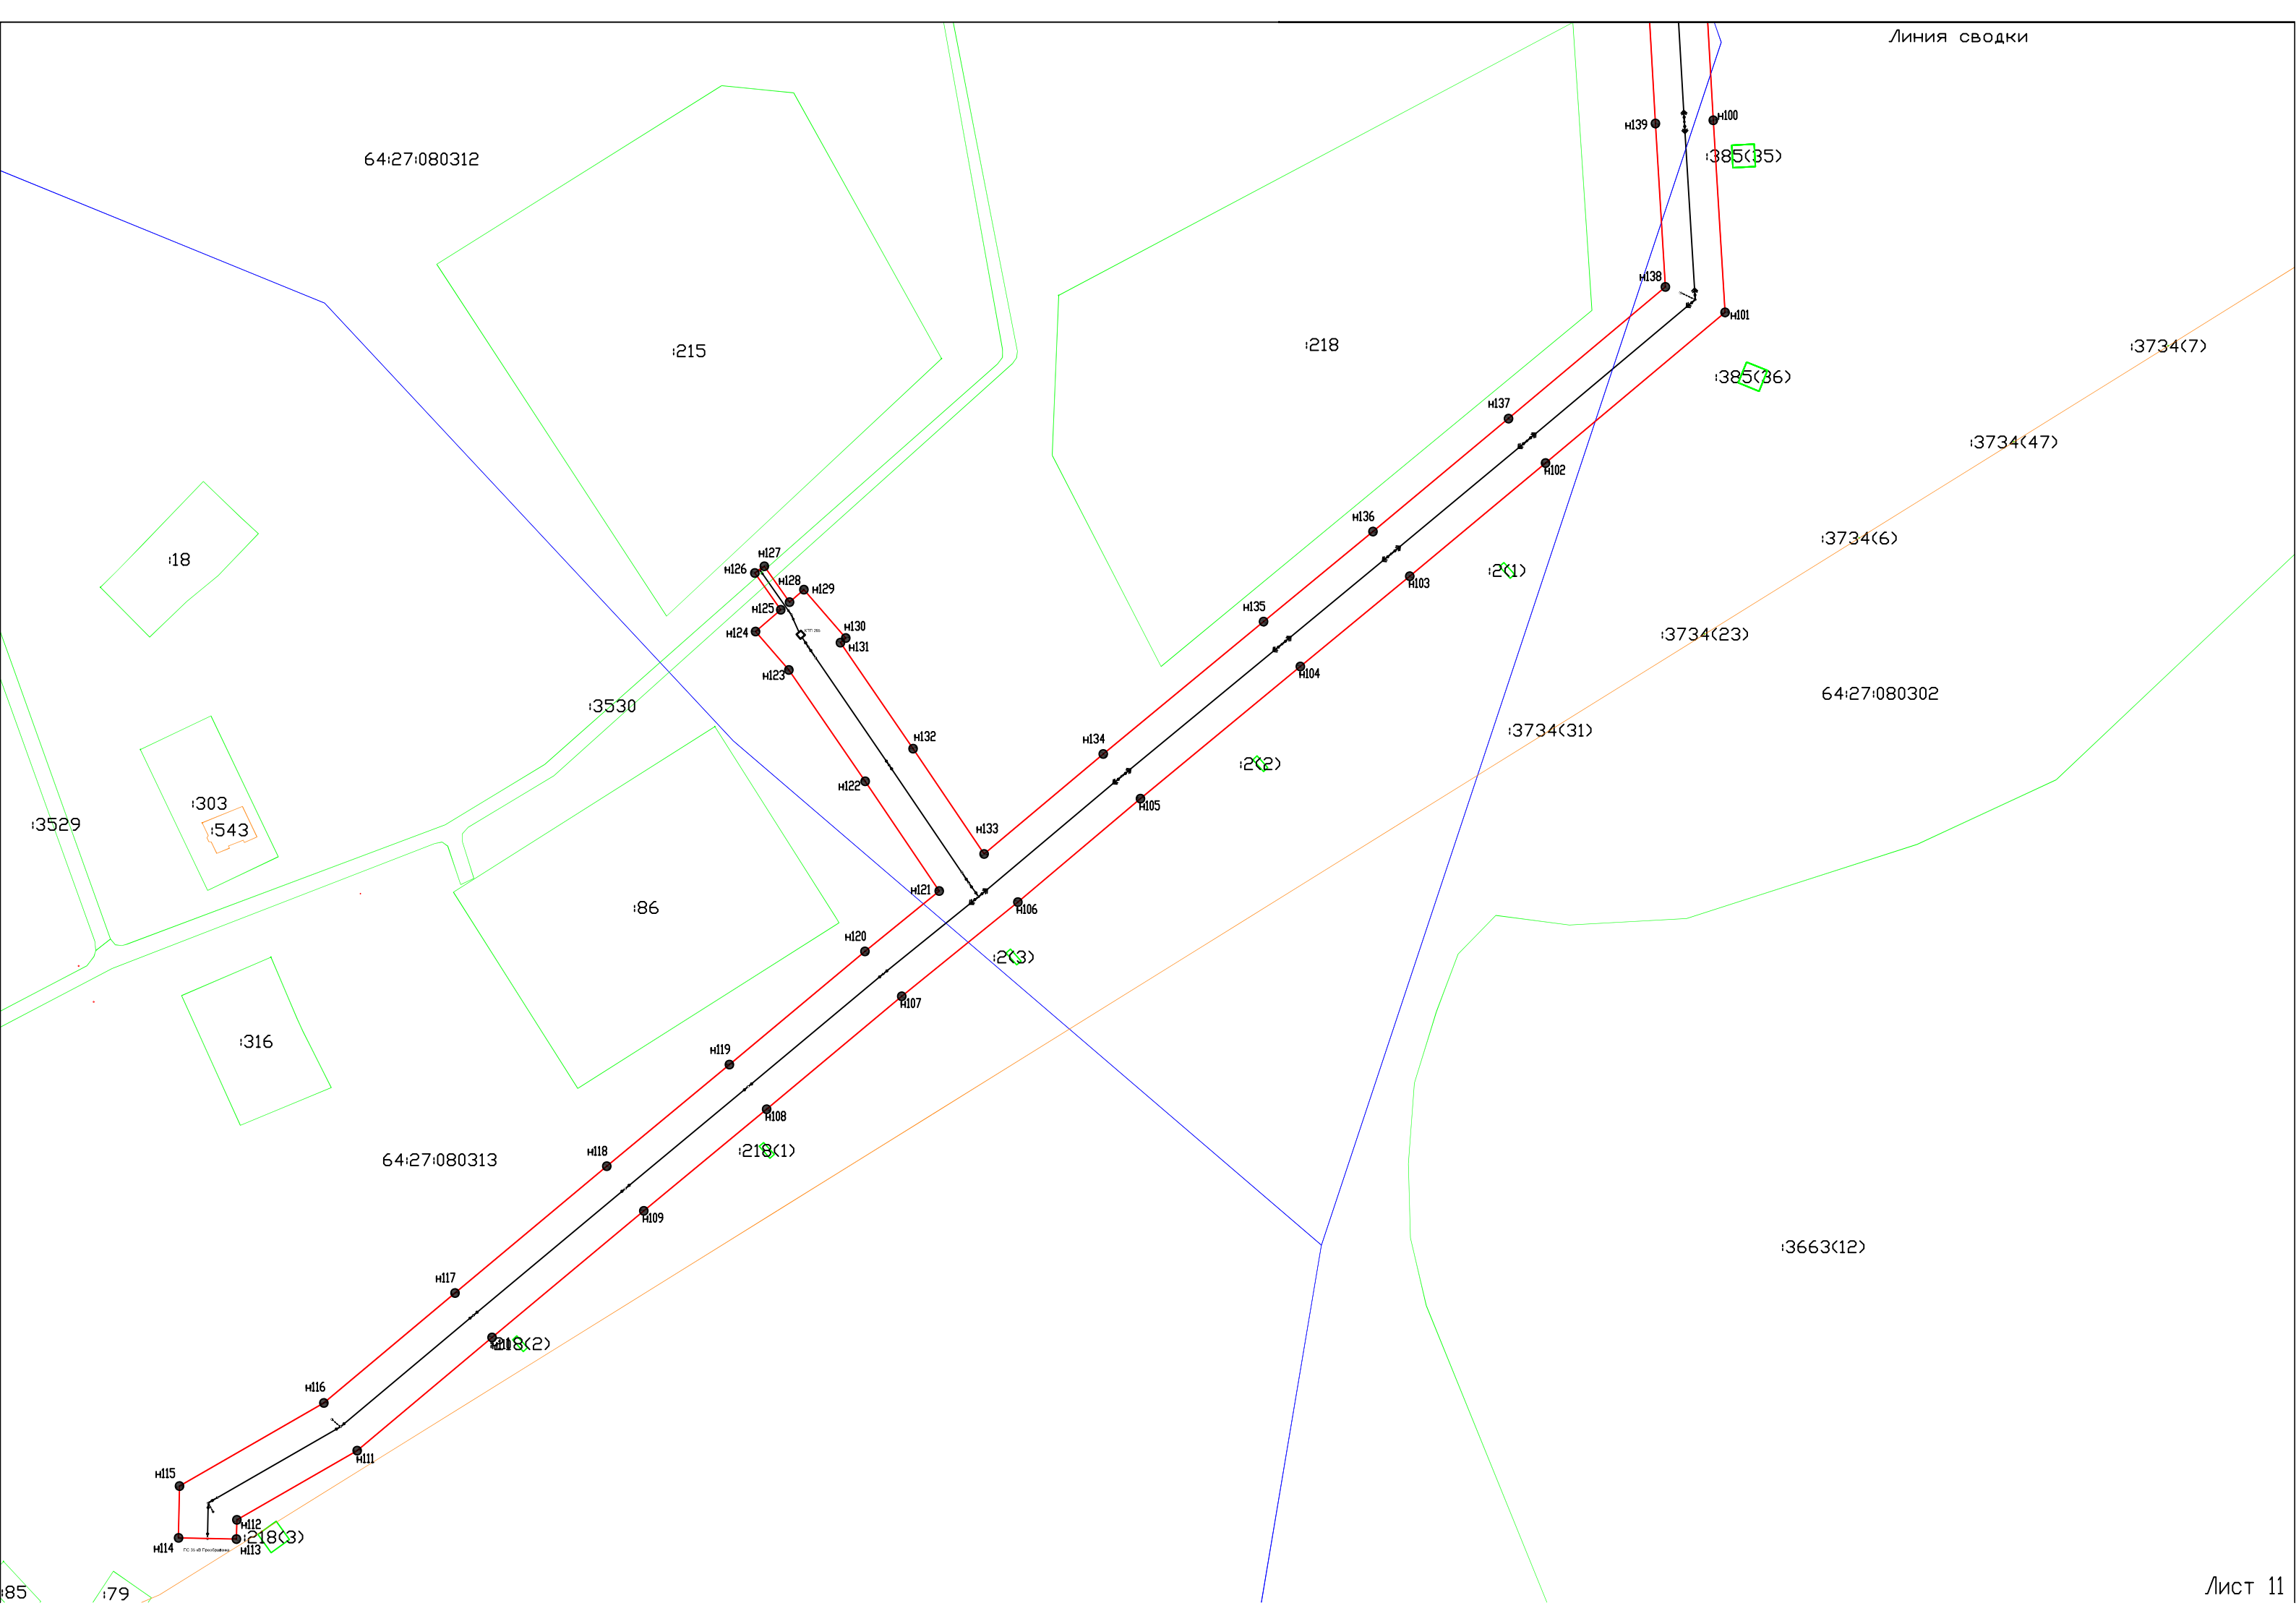 Линия сводки
н100
н139
:385(35)
64:27:080312
н138
н101
:218
:3734(7)
:215
:385(36)
н137
:3734(47)
н102
н136
:3734(6)
н127
:18
н126
:2(1)
н128
н103
н129
н125
н135
н124
н130
:3734(23)
н131
н123
н104
64:27:080302
:3530
:3734(31)
н132
н134
:2(2)
н122
:303
н105
:3529
:543
н133
н121
:86
н106
н120
:2(3)
н107
:316
н119
н108
:218(1)
н118
64:27:080313
н109
:3663(12)
н117
:218(2)
н116
н111
н115
н112
:218(3)
н114
н113
:85
:79
Лист 11